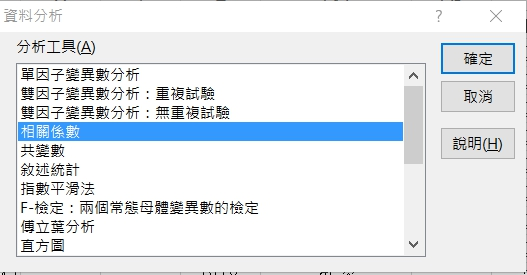 資料分析
分析工具(A)
單因子變異數分析
雙因子變異數分析：重複試驗
雙因子變異數分析：無重複試驗
相關係數
共變數
敘述統計
指數平滑法
F-檢定：兩個常態母體變異數的檢定
傅立葉分析
直方圖
確定
取消
說明(H)